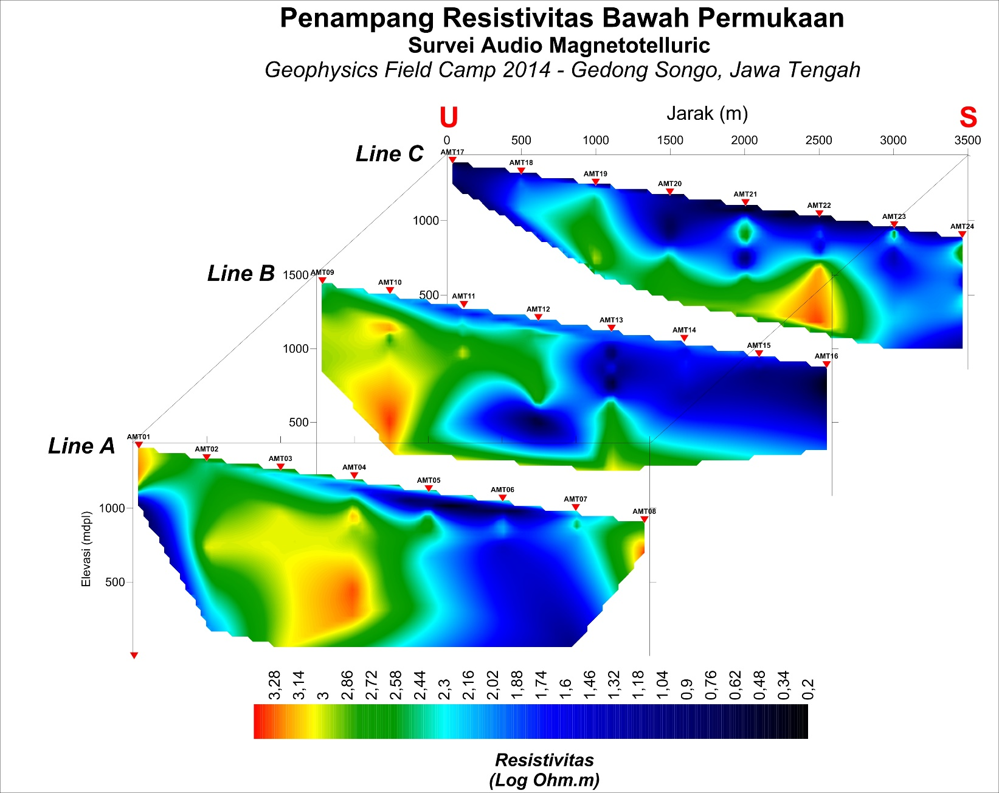 Penampang Resistivitas Bawah Permukaan
Survei Audio Magnetotelluric
Geophysics Field Camp 2014 - Gedong Songo, Jawa Tengah
U Jarak (m) S
0 500 1000 1500 2000 2500 3000 3500
Line C
AMT17 AMT18 AMT19 AMT20 AMT21 AMT22 AMT23 AMT24
1000
500
Line B
1500
AMT09 AMT10 AMT11 AMT12 AMT13 AMT14 AMT15 AMT16
1000
500
Line A
AMT01 AMT02 AMT03 AMT04 AMT05 AMT06 AMT07 AMT08
1000
500
Elevasi (mdpl)
3,28 3,14 3 2,86 2,72 2,58 2,44 2,3 2,16 2,02 1,88 1,74 1,6 1,46 1,32 1,18 1,04 0,9 0,76 0,62 0,48 0,34 0,2
Resistivitas
(Log Ohm.m)